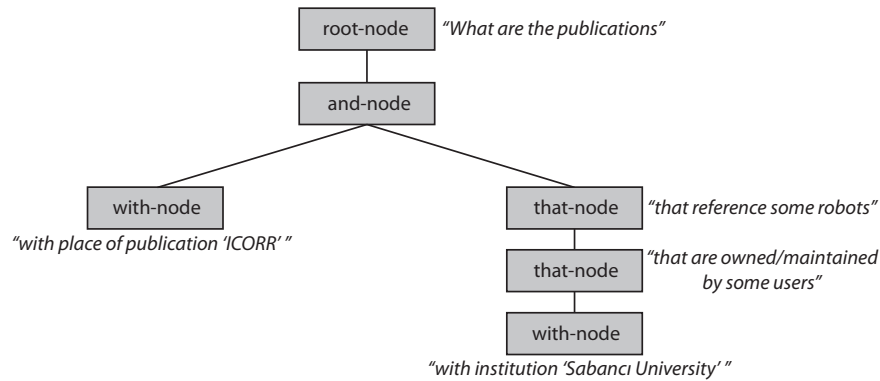 root-node “What are the publications”
and-node
with-node
“with place of publication ‘ICORR’ ”
that-node “that reference some robots”
that-node “that are owned/maintained
by some users”
with-node
“with institution ‘Sabancı University’ ”